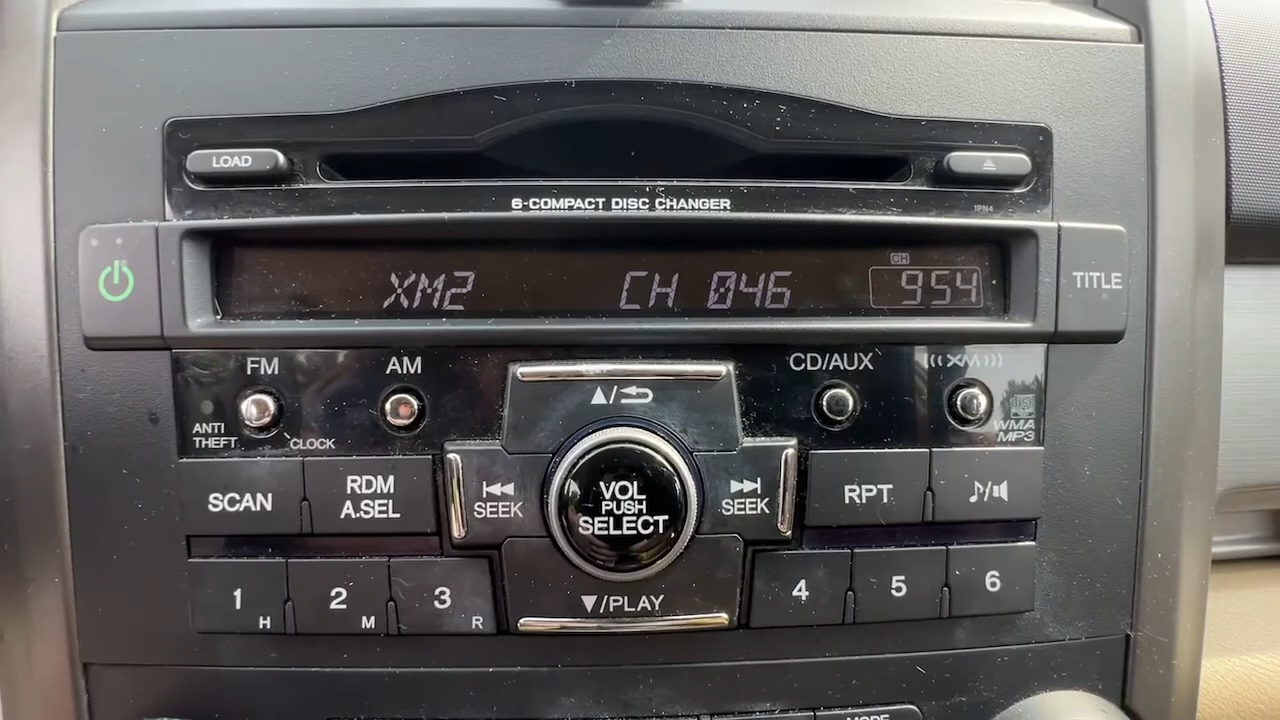 LOAD
6-COMPACT DISC CHANGER
1PN4
XM2 CH 046 CH 954
TITLE
FM AM CD/AUX (((XM)))
ANTI THEFT
CLOCK
▲/
WMA
MP3
SCAN
RDM
A.SEL
SEEK
VOL
PUSH
SELECT
SEEK
RPT
♪/
1 H
2 M
3 R
▼/PLAY
4
5
6
MODE